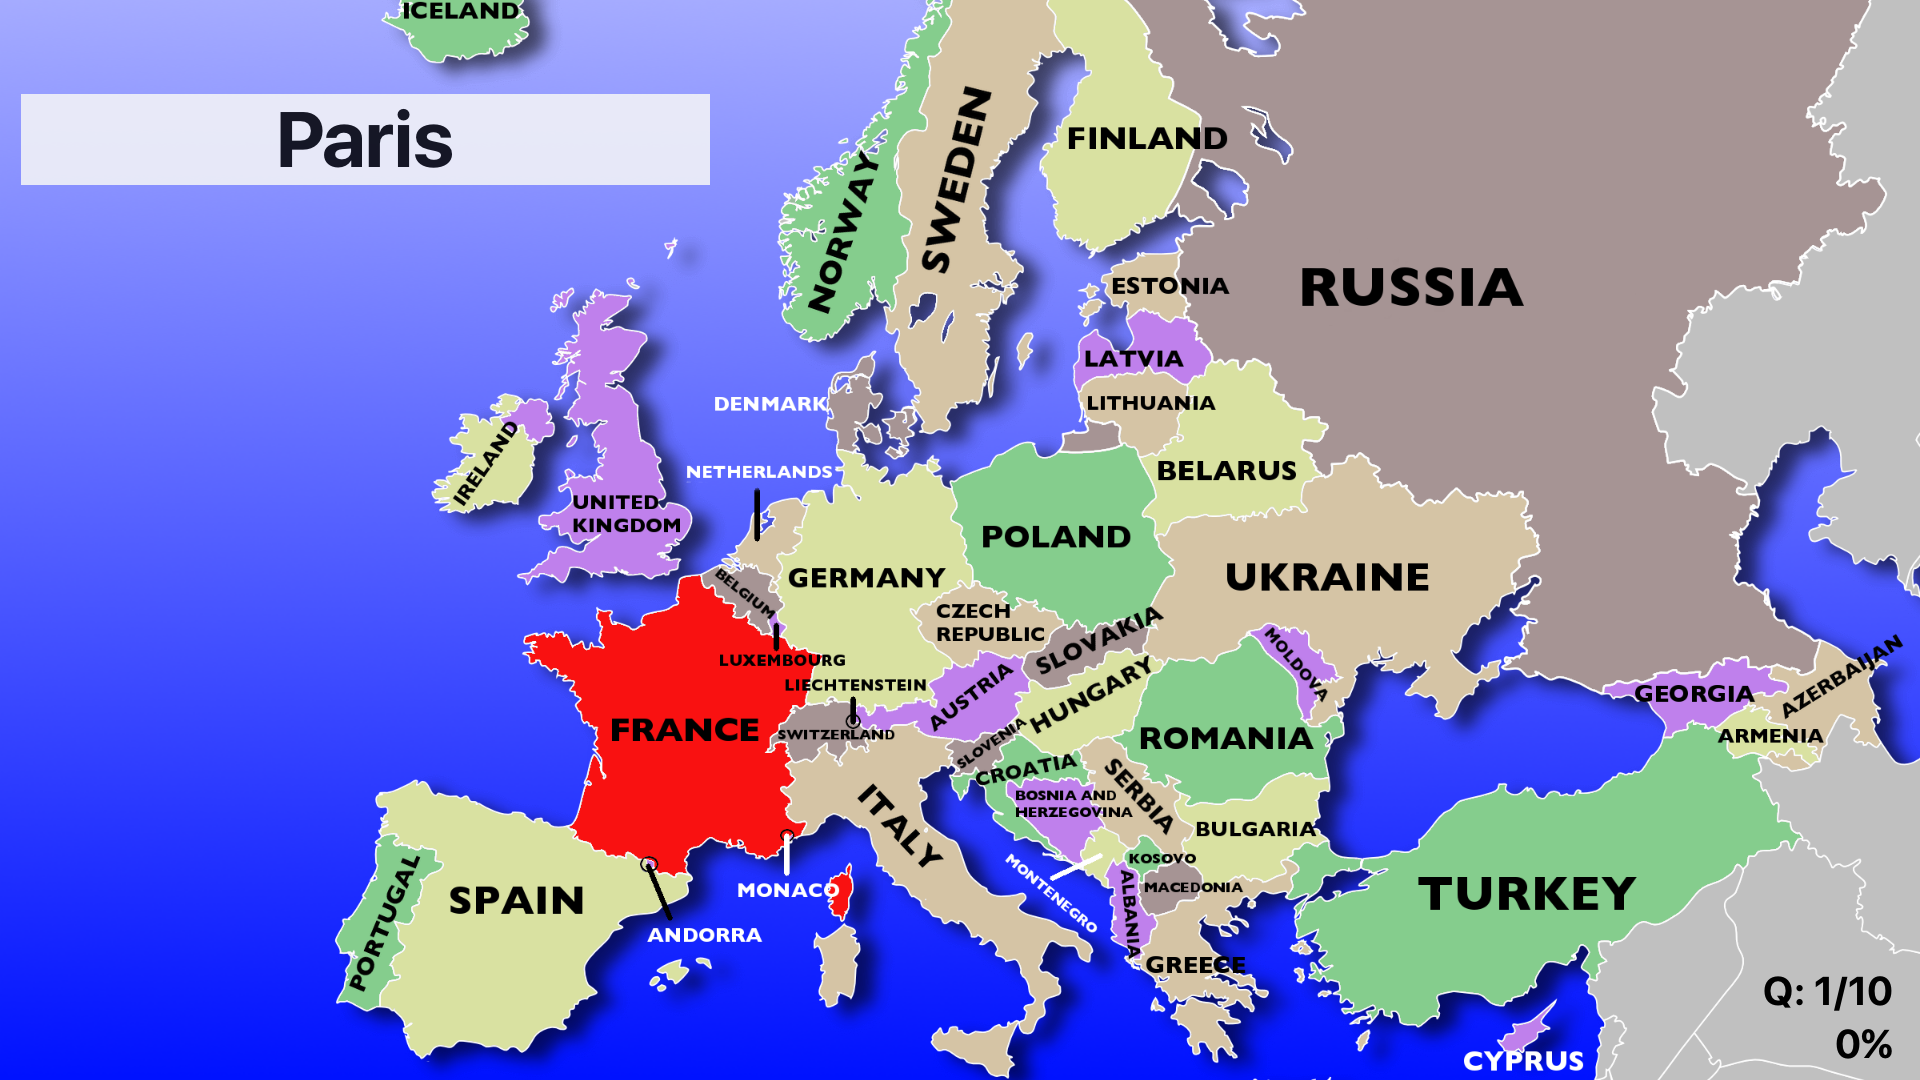 ICELAND
Paris
NORWAY
SWEDEN
FINLAND
RUSSIA
ESTONIA
LATVIA
LITHUANIA
DENMARK
IRELAND
UNITED
KINGDOM
NETHERLANDS
BELARUS
POLAND
GERMANY
BELGIUM
UKRAINE
CZECH
REPUBLIC
SLOVAKIA
LUXEMBOURG
LIECHTENSTEIN
AUSTRIA
HUNGARY
MOLDOVA
FRANCE
SWITZERLAND
SLOVENIA
ROMANIA
GEORGIA
AZERBAIJAN
ARMENIA
CROATIA
BOSNIA AND
HERZEGOVINA
SERBIA
ITALY
BULGARIA
KOSOVO
MONTENEGRO
MACEDONIA
ALBANIA
MONACO
ANDORRA
SPAIN
PORTUGAL
GREECE
TURKEY
CYPRUS
Q: 1/10
0%